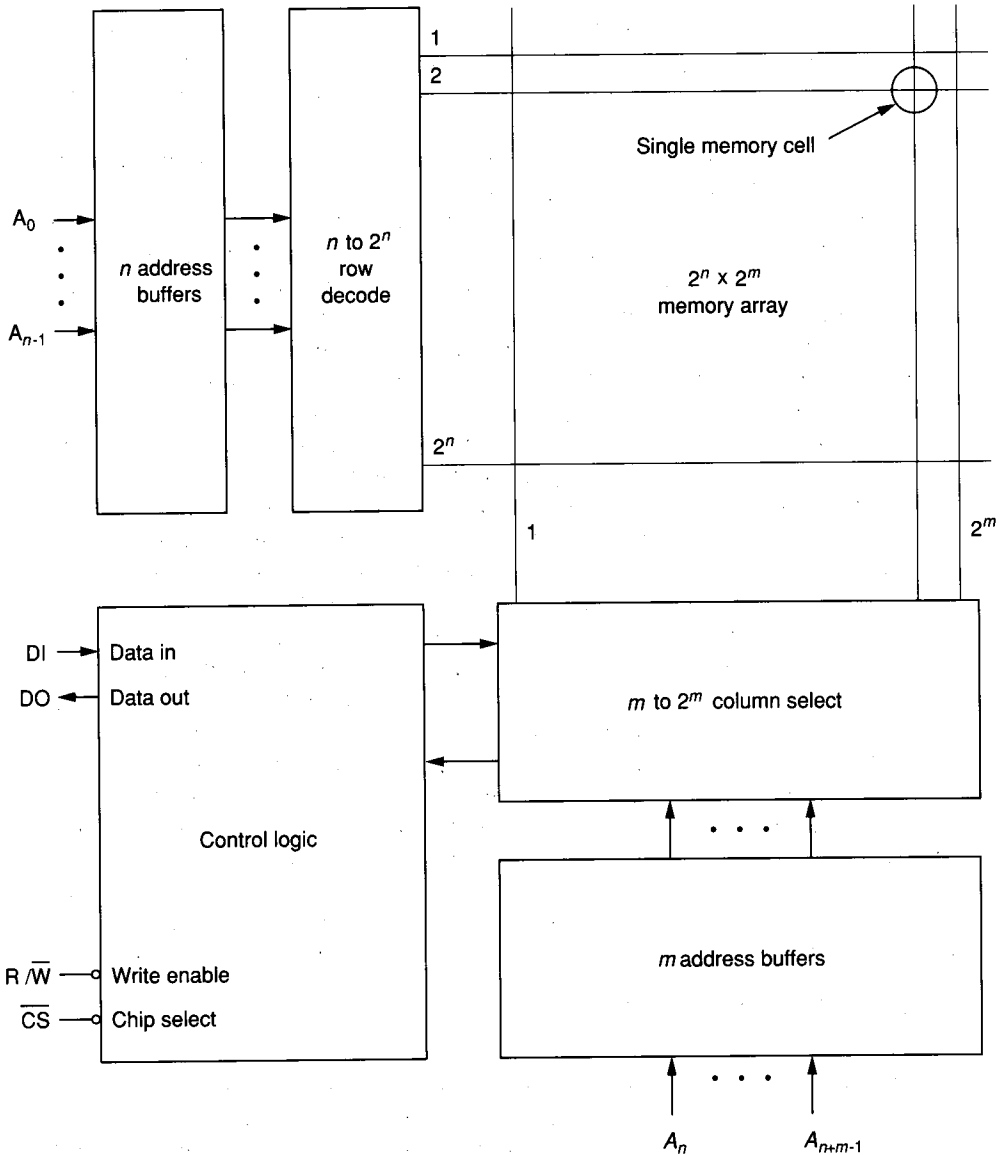 1
2
Single memory cell
A₀
Aₙ₋₁
n address
buffers
n to 2ⁿ
row
decode
2ⁿ x 2ᵐ
memory array
2ⁿ
1
2ᵐ
DI
Data in
DO
Data out
Control logic
R /W̅
Write enable
C̅S̅
Chip select
m to 2ᵐ column select
m address buffers
Aₙ
Aₙ₊ₘ₋₁